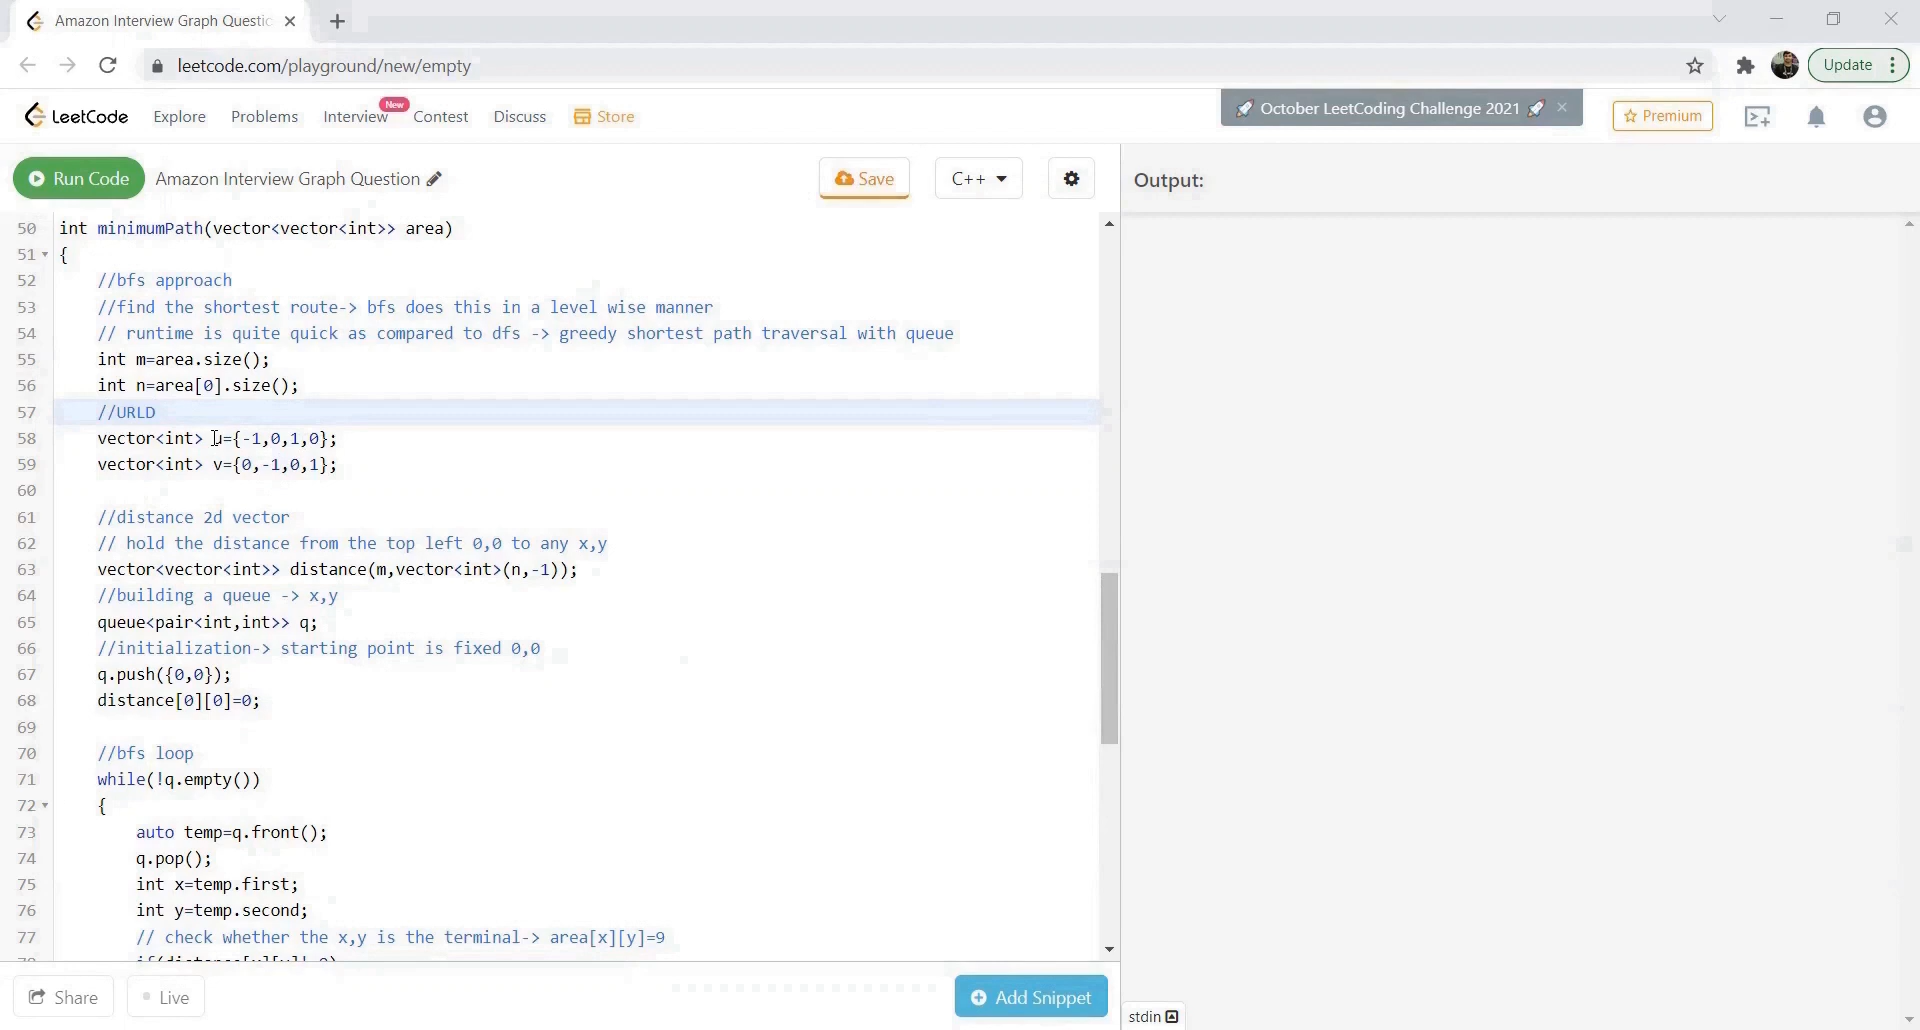 Amazon Interview Graph Questic
leetcode.com/playground/new/empty
Update
LeetCode
Explore
Problems
Interview
New
Contest
Discuss
Store
October LeetCoding Challenge 2021
Premium
Run Code
Amazon Interview Graph Question
Save
C++
Output:
50 int minimumPath(vector<vector<int>> area)
51 {
52 //bfs approach
53 //find the shortest route-> bfs does this in a level wise manner
54 // runtime is quite quick as compared to dfs -> greedy shortest path traversal with queue
55 int m=area.size();
56 int n=area[0].size();
57 //URLD
58 vector<int> u={-1,0,1,0};
59 vector<int> v={0,-1,0,1};
60
61 //distance 2d vector
62 // hold the distance from the top left 0,0 to any x,y
63 vector<vector<int>> distance(m,vector<int>(n,-1));
64 //building a queue -> x,y
65 queue<pair<int,int>> q;
66 //initialization-> starting point is fixed 0,0
67 q.push({0,0});
68 distance[0][0]=0;
69
70 //bfs loop
71 while(!q.empty())
72 {
73 auto temp=q.front();
74 q.pop();
75 int x=temp.first;
76 int y=temp.second;
77 // check whether the x,y is the terminal-> area[x][y]=9
Share
Live
Add Snippet
stdin